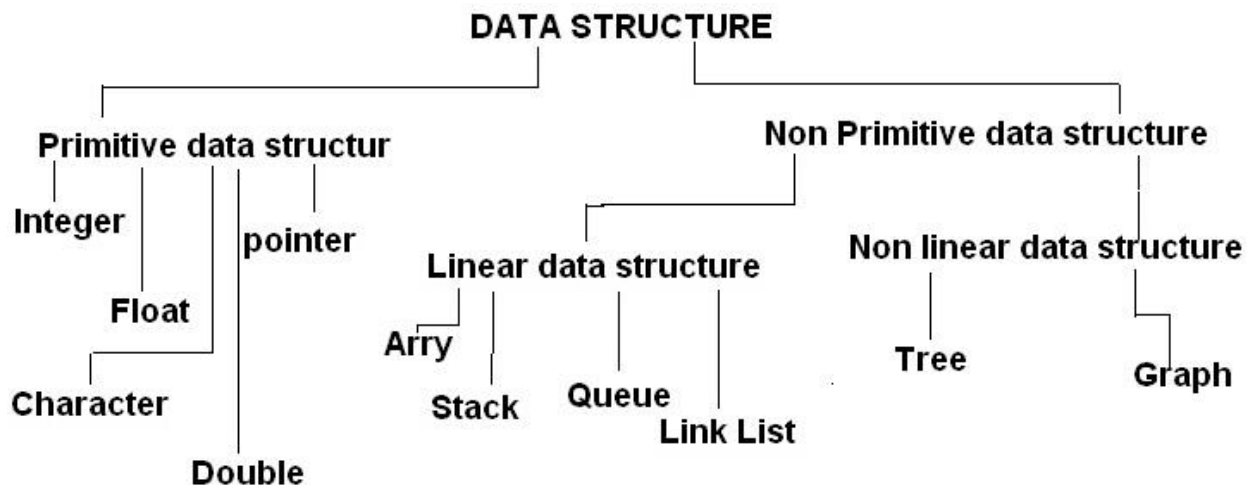 DATA STRUCTURE
Primitive data structur
Non Primitive data structure
Integer
pointer
Float
Character
Double
Linear data structure
Non linear data structure
Arry
Stack
Queue
Link List
Tree
Graph